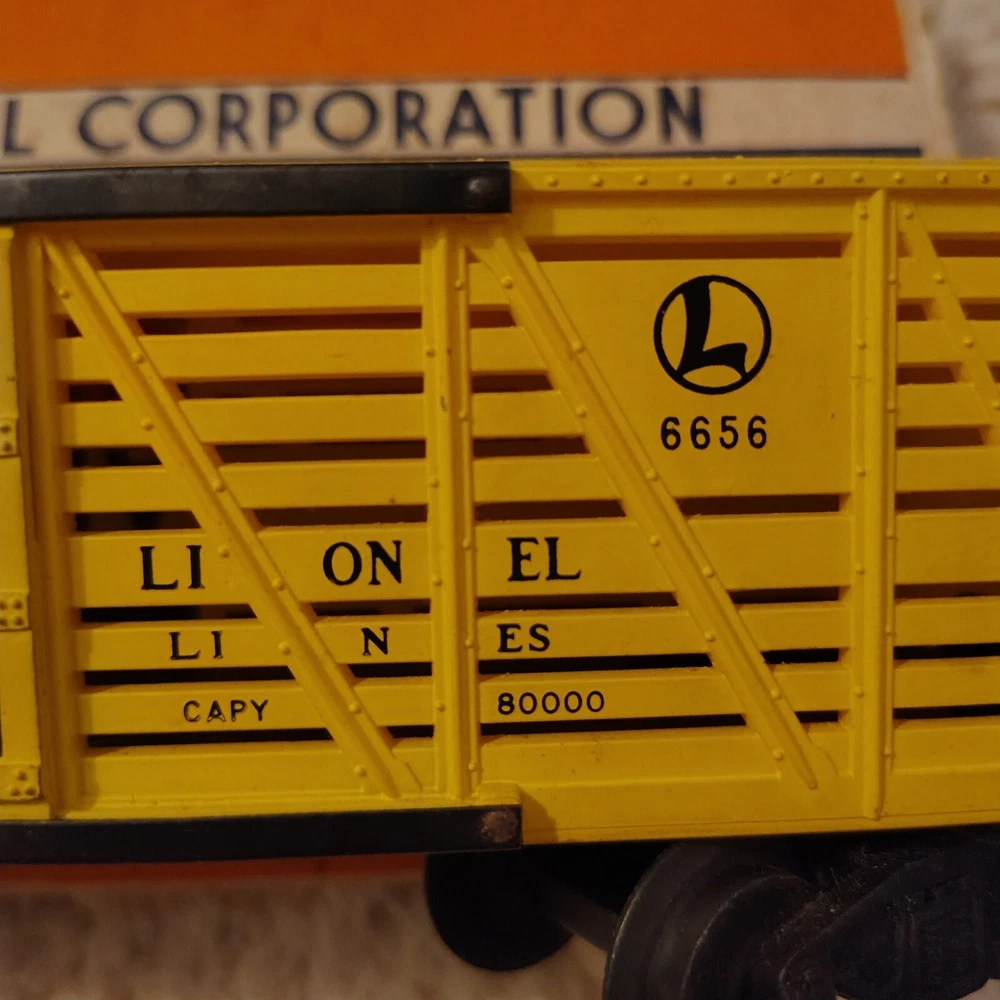 L CORPORATION
L
6656
LI ON EL
LI N ES
CAPY 80000